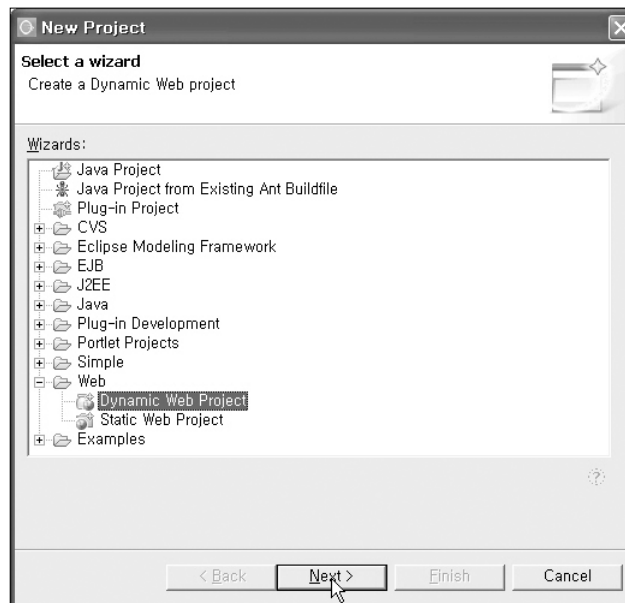 New Project
Select a wizard
Create a Dynamic Web project
Wizards:
Java Project
Java Project from Existing Ant Buildfile
Plug-in Project
CVS
Eclipse Modeling Framework
EJB
J2EE
Java
Plug-in Development
Portlet Projects
Simple
Web
Dynamic Web Project
Static Web Project
Examples
?
< Back Next > Finish Cancel